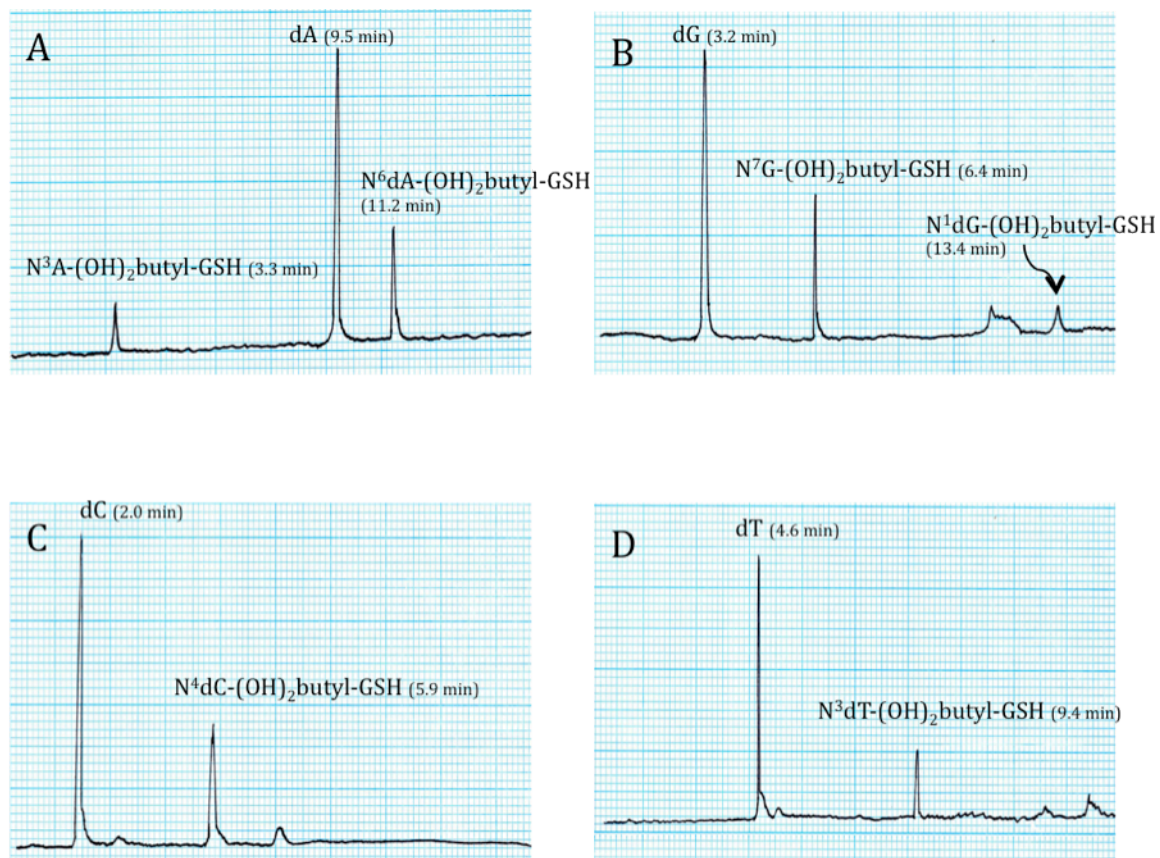 A
dA (9.5 min)
N⁶dA-(OH)₂butyl-GSH
(11.2 min)
N³A-(OH)₂butyl-GSH (3.3 min)
B
dG (3.2 min)
N⁷G-(OH)₂butyl-GSH (6.4 min)
N¹dG-(OH)₂butyl-GSH
(13.4 min)
C
dC (2.0 min)
N⁴dC-(OH)₂butyl-GSH (5.9 min)
D
dT (4.6 min)
N³dT-(OH)₂butyl-GSH (9.4 min)